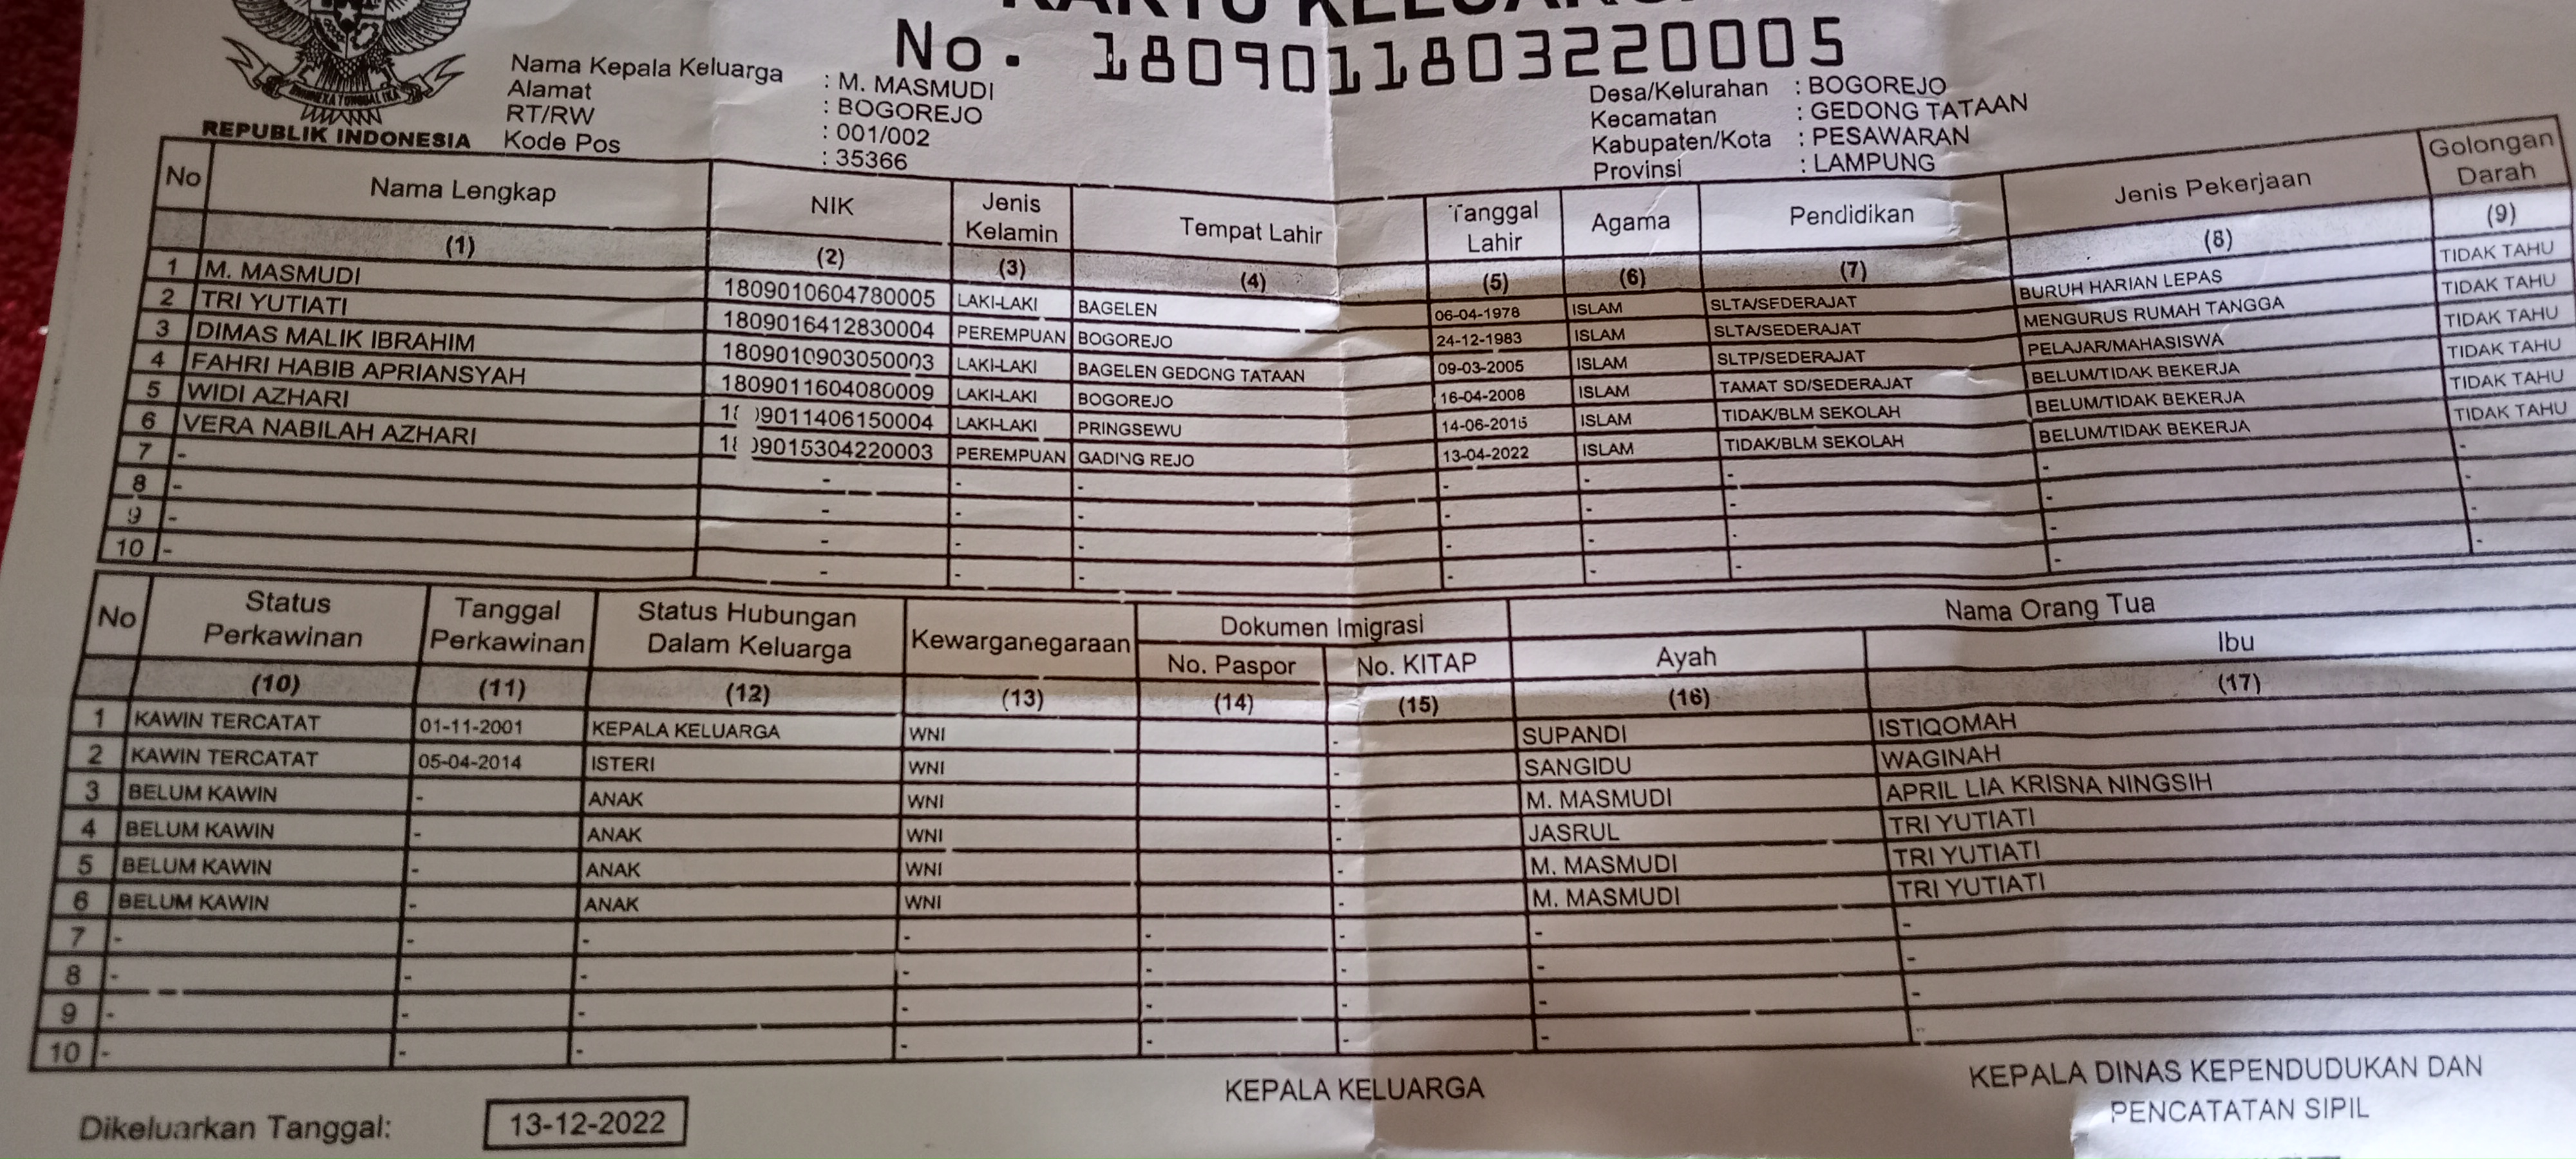 KARTU KELUARGA
No. 1809011803220005
Nama Kepala Keluarga : M. MASMUDI
Alamat : BOGOREJO
RT/RW : 001/002
Kode Pos : 35366
Desa/Kelurahan : BOGOREJO
Kecamatan : GEDONG TATAAN
Kabupaten/Kota : PESAWARAN
Provinsi : LAMPUNG
BHINNEKA TUNGGAL IKA
REPUBLIK INDONESIA
No Nama Lengkap NIK Jenis Kelamin Tempat Lahir Tanggal Lahir Agama Pendidikan Jenis Pekerjaan Golongan Darah
(1) (2) (3) (4) (5) (6) (7) (8) (9)
1 M. MASMUDI 1809010604780005 LAKI-LAKI BAGELEN 06-04-1978 ISLAM SLTA/SEDERAJAT BURUH HARIAN LEPAS TIDAK TAHU
2 TRI YUTIATI 1809016412830004 PEREMPUAN BOGOREJO 24-12-1983 ISLAM SLTA/SEDERAJAT MENGURUS RUMAH TANGGA TIDAK TAHU
3 DIMAS MALIK IBRAHIM 1809010903050003 LAKI-LAKI BAGELEN GEDONG TATAAN 09-03-2005 ISLAM SLTP/SEDERAJAT PELAJAR/MAHASISWA TIDAK TAHU
4 FAHRI HABIB APRIANSYAH 1809011604080009 LAKI-LAKI BOGOREJO 16-04-2008 ISLAM TAMAT SD/SEDERAJAT BELUM/TIDAK BEKERJA TIDAK TAHU
5 WIDI AZHARI 1809011406150004 LAKI-LAKI PRINGSEWU 14-06-2015 ISLAM TIDAK/BLM SEKOLAH BELUM/TIDAK BEKERJA TIDAK TAHU
6 VERA NABILAH AZHARI 1809015304220003 PEREMPUAN GADING REJO 13-04-2022 ISLAM TIDAK/BLM SEKOLAH BELUM/TIDAK BEKERJA TIDAK TAHU
7 - - - - - - - - -
8 - - - - - - - - -
9 - - - - - - - - -
10 - - - - - - - - -
No Status Perkawinan Tanggal Perkawinan Status Hubungan Dalam Keluarga Kewarganegaraan Dokumen Imigrasi Nama Orang Tua
No. Paspor No. KITAP Ayah Ibu
(10) (11) (12) (13) (14) (15) (16) (17)
1 KAWIN TERCATAT 01-11-2001 KEPALA KELUARGA WNI - SUPANDI ISTIQOMAH
2 KAWIN TERCATAT 05-04-2014 ISTERI WNI - SANGIDU WAGINAH
3 BELUM KAWIN - ANAK WNI - M. MASMUDI APRIL LIA KRISNA NINGSIH
4 BELUM KAWIN - ANAK WNI - JASRUL TRI YUTIATI
5 BELUM KAWIN - ANAK WNI - M. MASMUDI TRI YUTIATI
6 BELUM KAWIN - ANAK WNI - M. MASMUDI TRI YUTIATI
7 - - - - - - - -
8 - - - - - - - -
9 - - - - - - - -
10 - - - - - - - -
Dikeluarkan Tanggal: 13-12-2022
KEPALA KELUARGA
KEPALA DINAS KEPENDUDUKAN DAN
PENCATATAN SIPIL